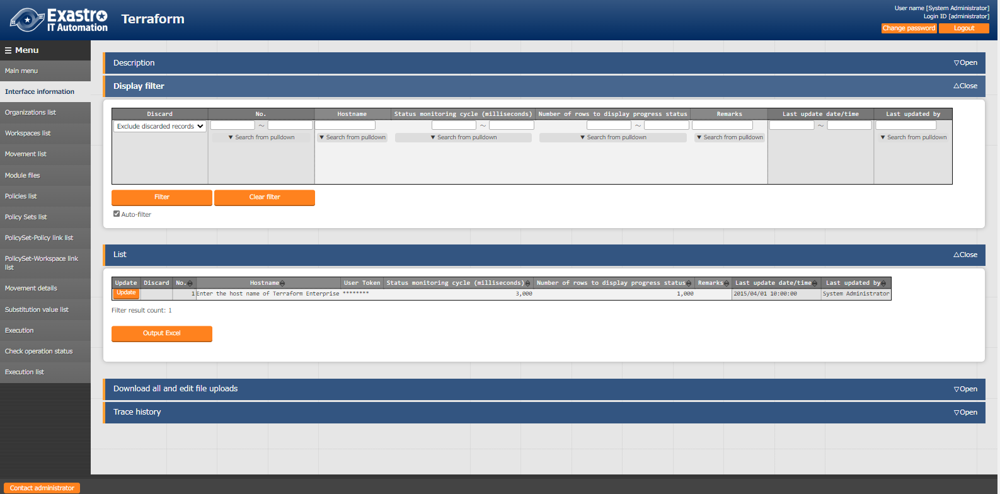 Exastro
IT Automation
Terraform
User name [System Administrator]
Login ID [administrator]
Change password
Logout
Menu
Main menu
Interface information
Organizations list
Workspaces list
Movement list
Module files
Policies list
Policy Sets list
PolicySet-Policy link list
PolicySet-Workspace link
list
Movement details
Substitution value list
Execution
Check operation status
Execution list
Description ▽Open
Display filter △Close
Discard No. Hostname Status monitoring cycle (milliseconds) Number of rows to display progress status Remarks Last update date/time Last updated by
Exclude discarded records ～ ～ ～ ～
▼ Search from pulldown ▼ Search from pulldown ▼ Search from pulldown ▼ Search from pulldown ▼ Search from pulldown ▼ Search from pulldown
Filter Clear filter
Auto-filter
List △Close
Update Discard No. Hostname User Token Status monitoring cycle (milliseconds) Number of rows to display progress status Remarks Last update date/time Last updated by
Update 1 Enter the host name of Terraform Enterprise ******** 3,000 1,000 2015/04/01 10:00:00 System Administrator
Filter result count: 1
Output Excel
Download all and edit file uploads ▽Open
Trace history ▽Open
Contact administrator